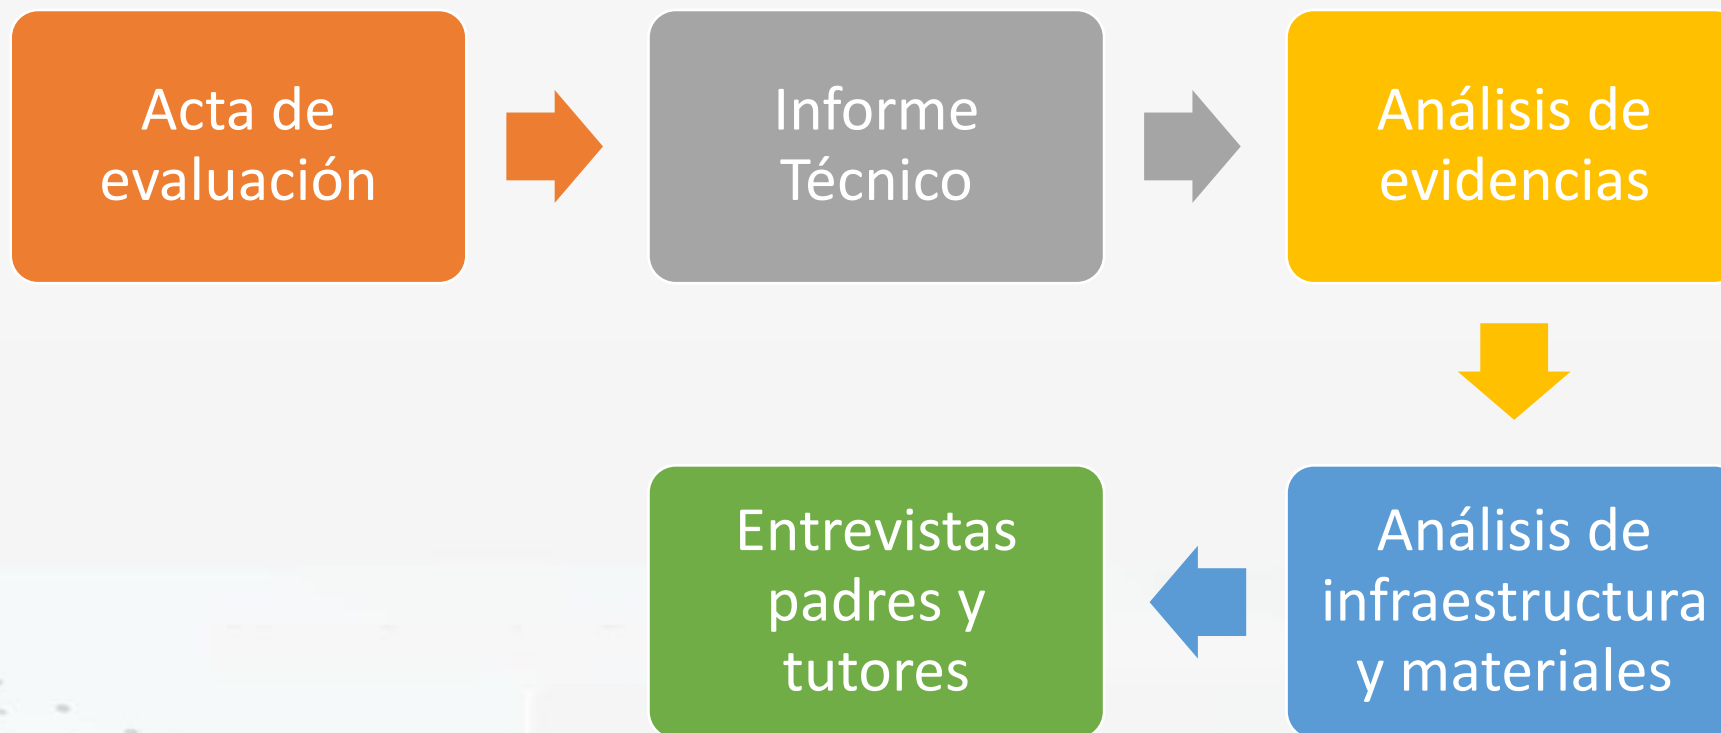 Acta de
evaluación
Informe
Técnico
Análisis de
evidencias
Análisis de
infraestructura
y materiales
Entrevistas
padres y
tutores